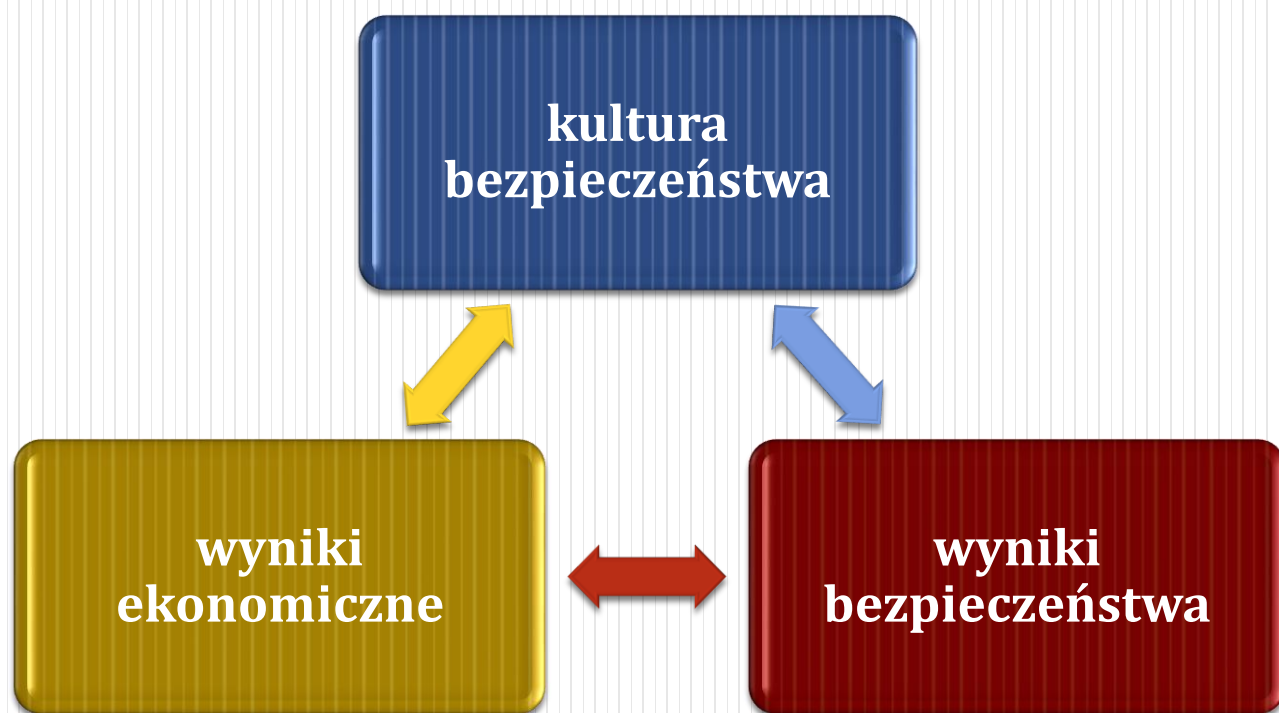 kultura
bezpieczeństwa
wyniki
ekonomiczne
wyniki
bezpieczeństwa